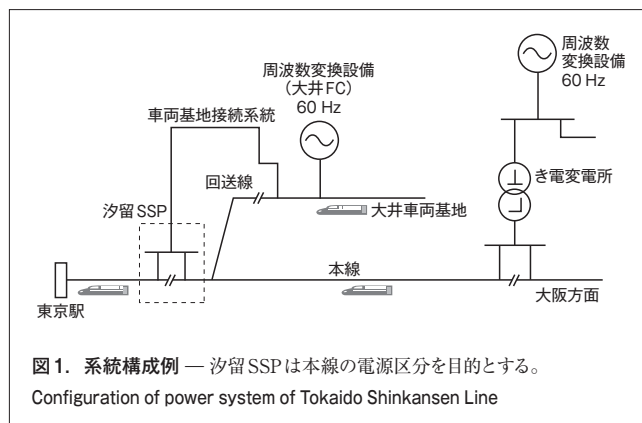 周波数変換設備
（大井FC）
60 Hz
周波数
変換設備
60 Hz
車両基地接続系統
回送線
き電変電所
汐留SSP
大井車両基地
本線
東京駅
大阪方面
図1. 系統構成例 — 汐留SSPは本線の電源区分を目的とする。
Configuration of power system of Tokaido Shinkansen Line